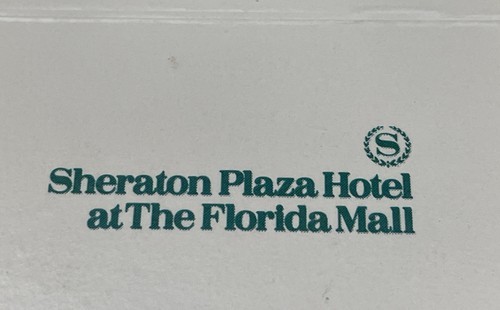 S
Sheraton Plaza Hotel
at The Florida Mall